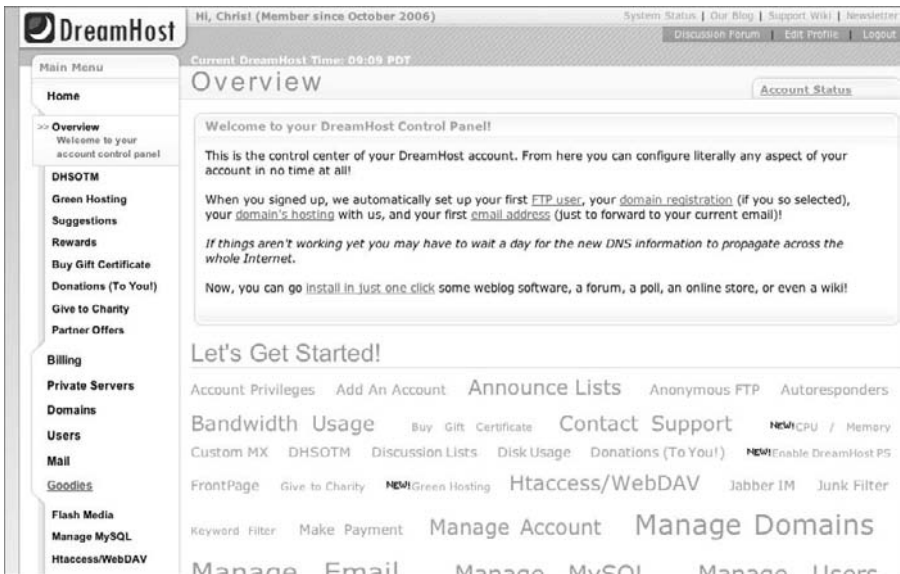 DreamHost
Hi, Chris! (Member since October 2006)
System Status | Our Blog | Support Wiki | Newsletter
Discussion Forum | Edit Profile | Logout
Current DreamHost Time: 09:09 PDT
Main Menu
Home
>> Overview
Welcome to your
account control panel
DHSOTM
Green Hosting
Suggestions
Rewards
Buy Gift Certificate
Donations (To You!)
Give to Charity
Partner Offers
Billing
Private Servers
Domains
Users
Mail
Goodies
Flash Media
Manage MySQL
Htaccess/WebDAV
Overview
Account Status
Welcome to your DreamHost Control Panel!
This is the control center of your DreamHost account. From here you can configure literally any aspect of your
account in no time at all!
When you signed up, we automatically set up your first FTP user, your domain registration (if you so selected),
your domain's hosting with us, and your first email address (just to forward to your current email)!
If things aren't working yet you may have to wait a day for the new DNS information to propagate across the
whole Internet.
Now, you can go install in just one click some weblog software, a forum, a poll, an online store, or even a wiki!
Let's Get Started!
Account Privileges Add An Account Announce Lists Anonymous FTP Autoresponders
Bandwidth Usage Buy Gift Certificate Contact Support NEW! CPU / Memory
Custom MX DHSOTM Discussion Lists Disk Usage Donations (To You!) NEW! Enable DreamHost PS
FrontPage Give to Charity NEW! Green Hosting Htaccess/WebDAV Jabber IM Junk Filter
Keyword Filter Make Payment Manage Account Manage Domains
Manage Email Manage MySQL Manage Users